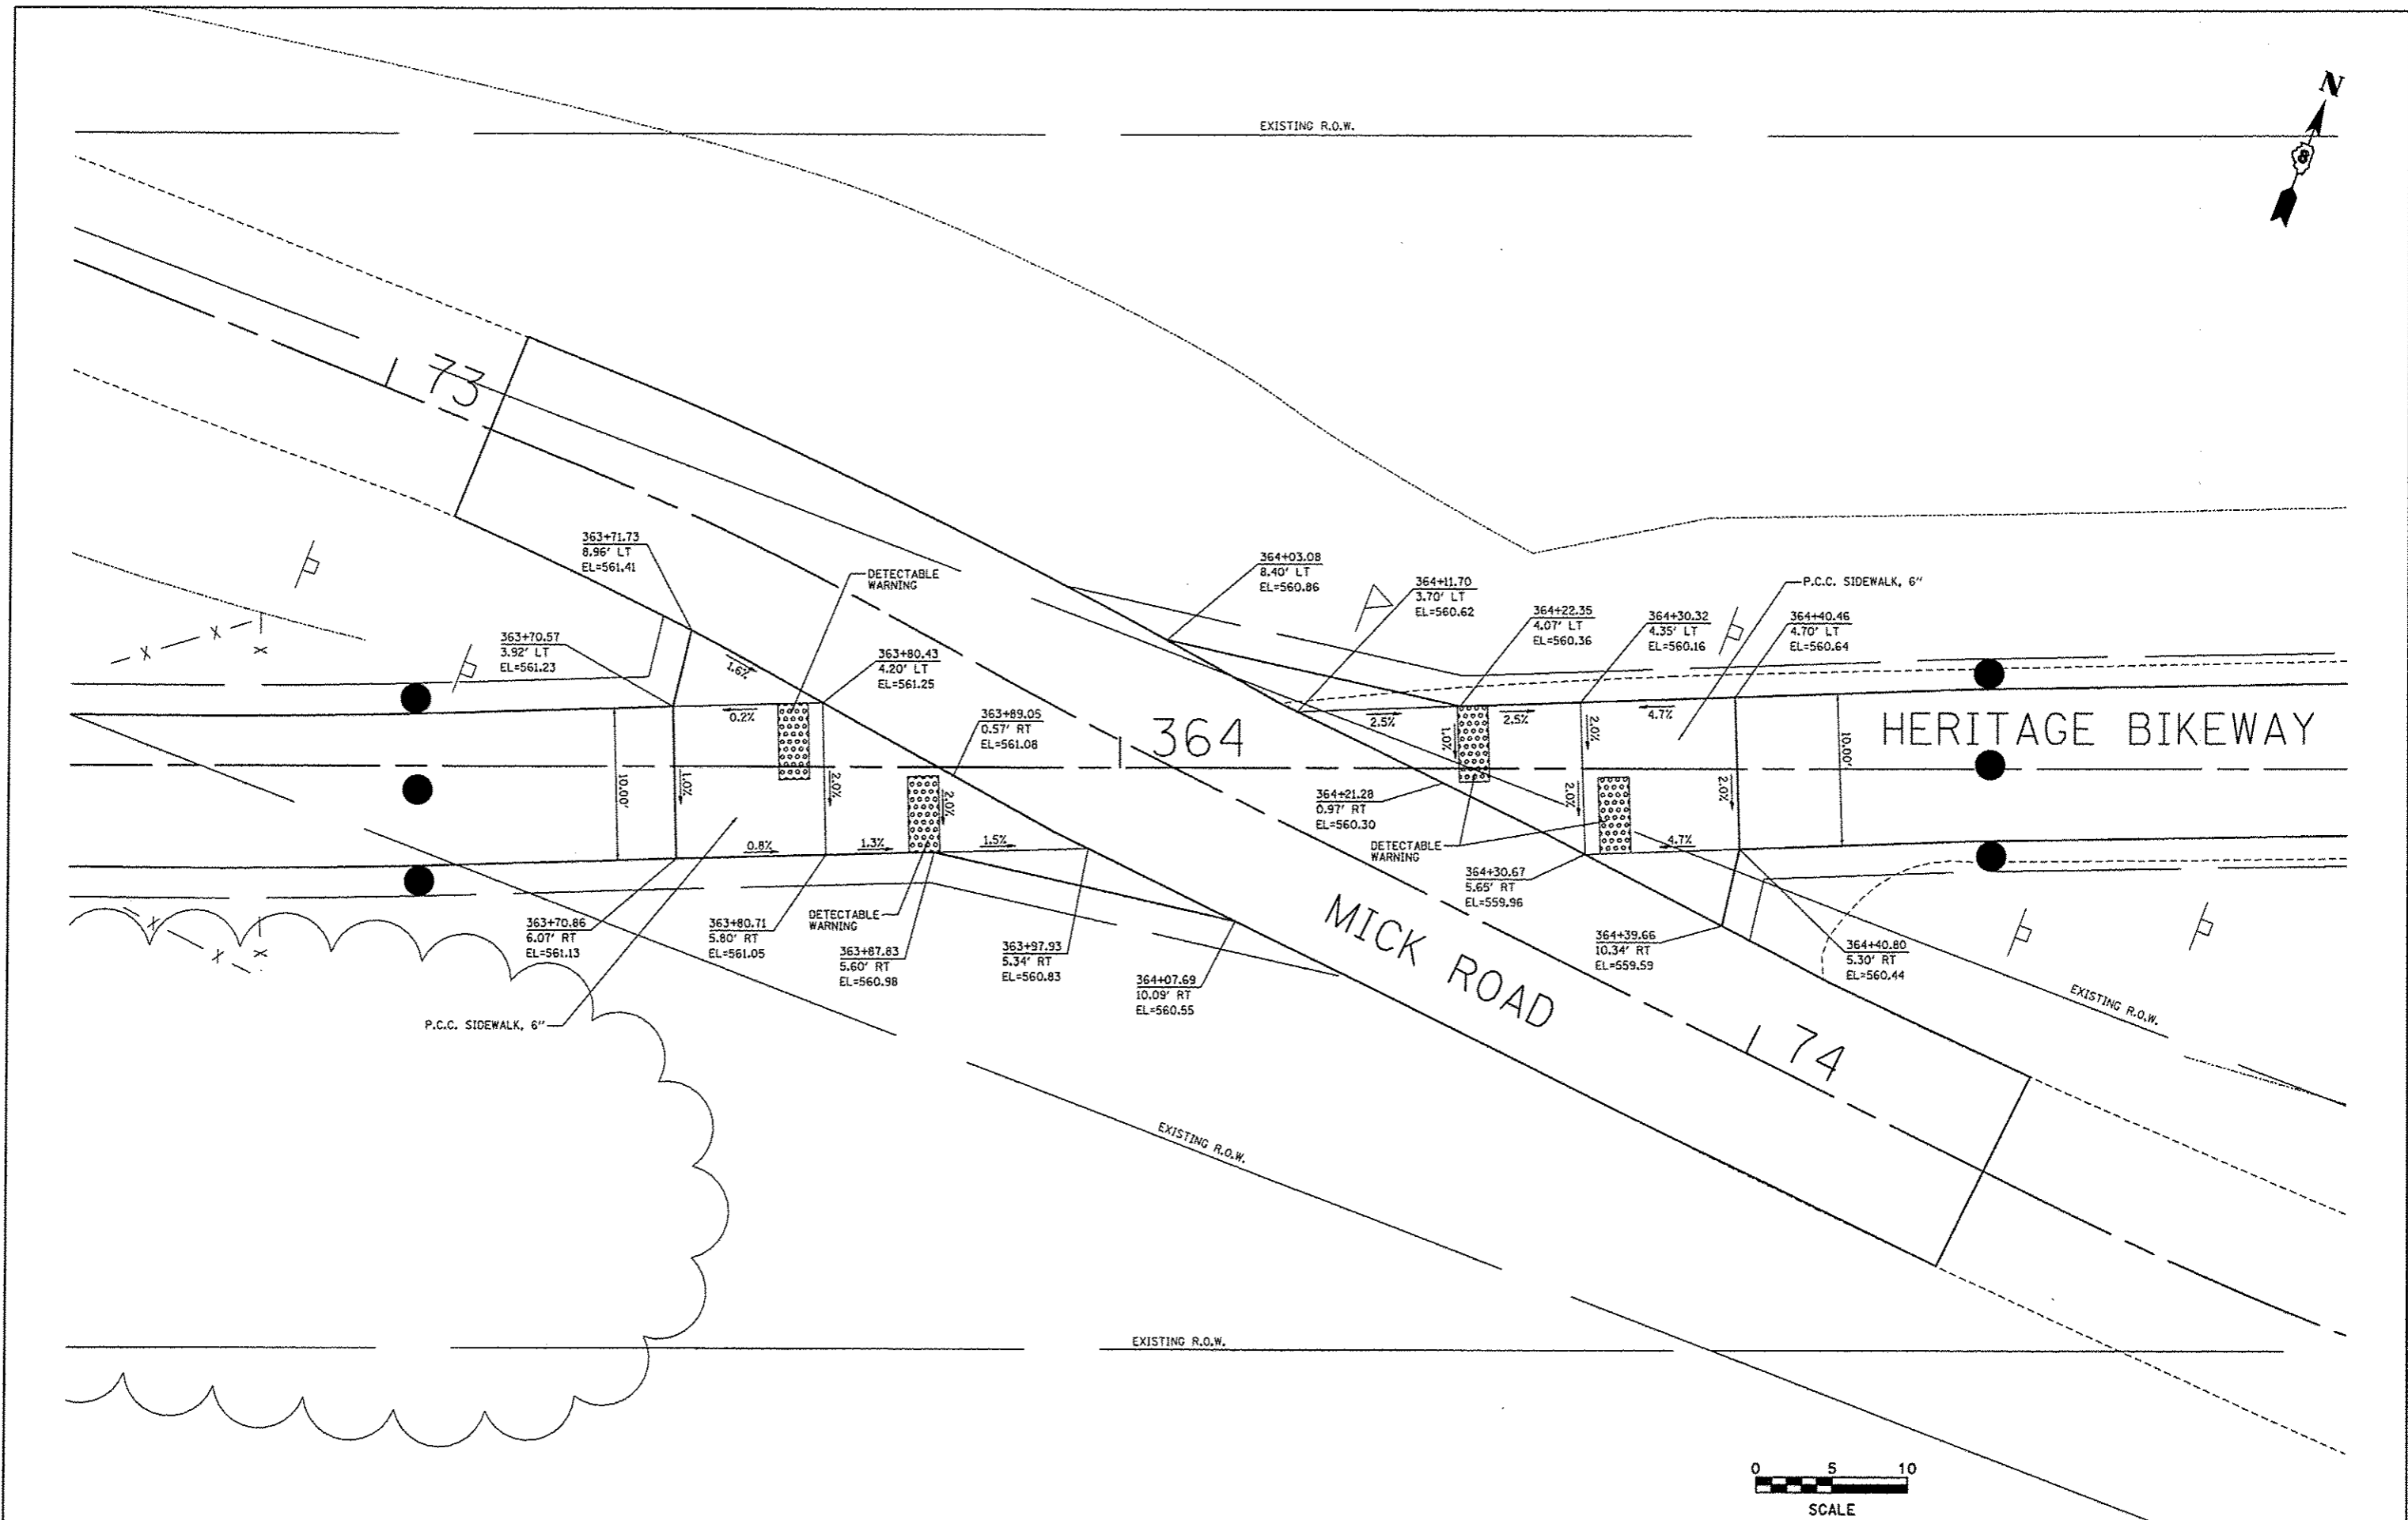 N
8
EXISTING R.O.W.
73
363+71.73
8.96' LT
EL=561.41
DETECTABLE
WARNING
364+03.08
8.40' LT
EL=560.86
364+11.70
3.70' LT
EL=560.62
P.C.C. SIDEWALK, 6"
364+22.35
4.07' LT
EL=560.36
364+30.32
4.35' LT
EL=560.16
364+40.46
4.70' LT
EL=560.64
363+70.57
3.92' LT
EL=561.23
1.6%
363+80.43
4.20' LT
EL=561.25
0.2%
363+89.05
0.57' RT
EL=561.08
364
2.5%
2.5%
4.7%
HERITAGE BIKEWAY
10.00'
1.0%
2.0%
2.0%
1.0%
2.0%
2.0%
2.0%
10.00'
364+21.28
0.97' RT
EL=560.30
0.8%
1.3%
1.5%
DETECTABLE
WARNING
4.7%
364+30.67
5.65' RT
EL=559.96
363+70.86
6.07' RT
EL=561.13
363+80.71
5.80' RT
EL=561.05
DETECTABLE
WARNING
363+87.83
5.60' RT
EL=560.98
363+97.93
5.34' RT
EL=560.83
364+07.69
10.09' RT
EL=560.55
MICK ROAD
364+39.66
10.34' RT
EL=559.59
364+40.80
5.30' RT
EL=560.44
P.C.C. SIDEWALK, 6"
EXISTING R.O.W.
74
EXISTING R.O.W.
EXISTING R.O.W.
0 5 10
SCALE